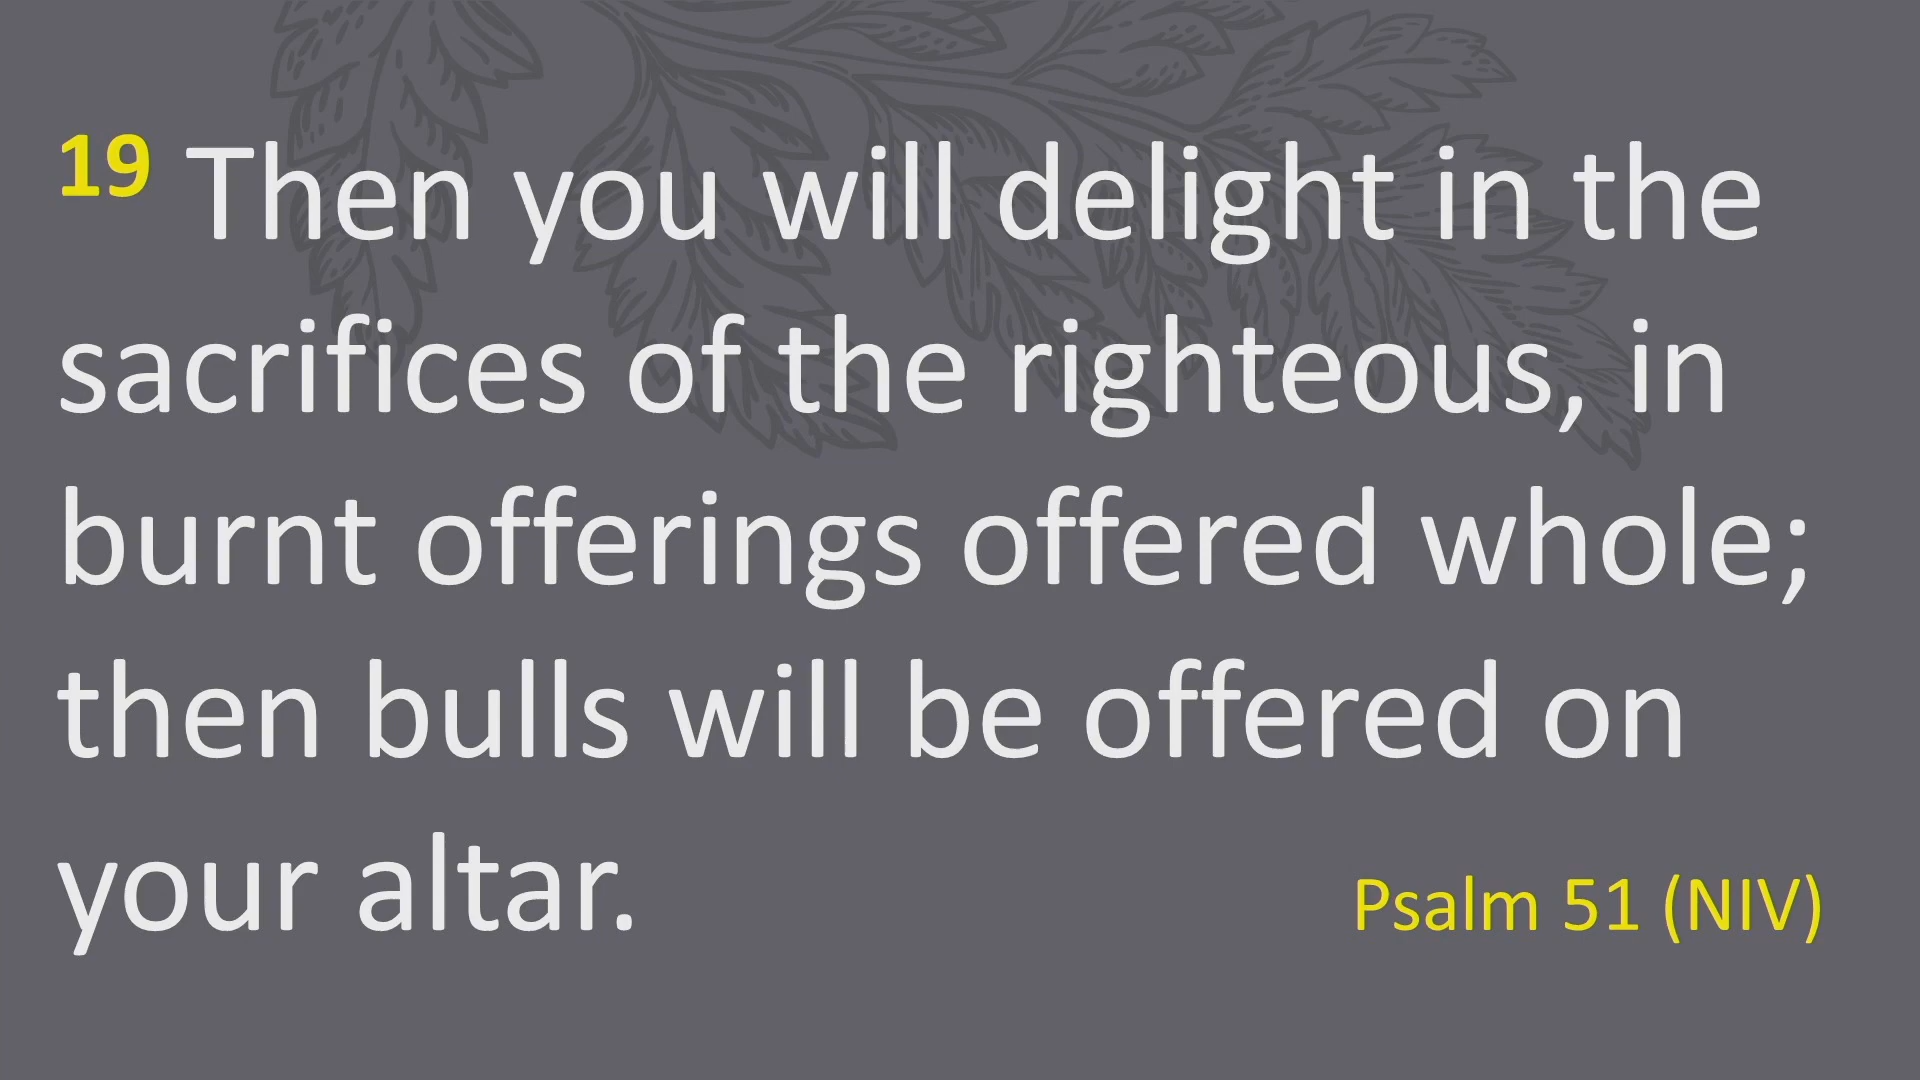 19 Then you will delight in the
sacrifices of the righteous, in
burnt offerings offered whole;
then bulls will be offered on
your altar.
Psalm 51 (NIV)